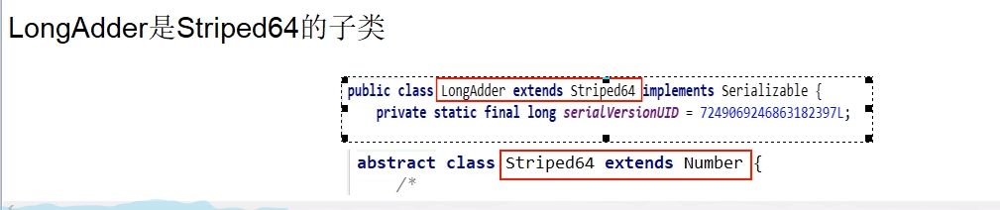 LongAdder是Striped64的子类
public class LongAdder extends Striped64 implements Serializable {
private static final long serialVersionUID = 7249069246863182397L;
abstract class Striped64 extends Number {
/*